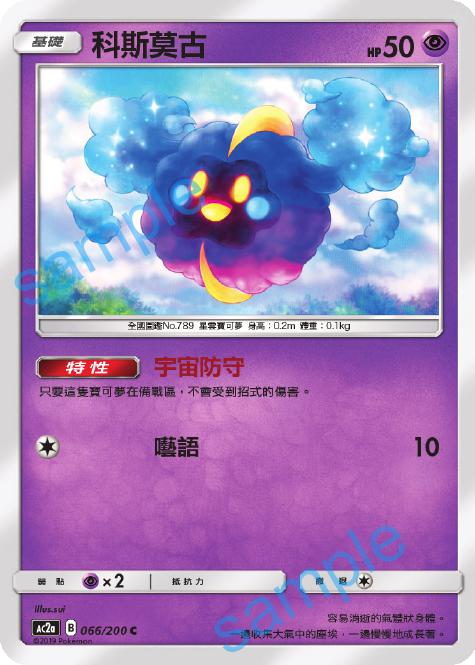 基礎 科斯莫古 HP50
全國圖鑑No.789 星雲寶可夢 身高：0.2m 體重：0.1kg
特性 宇宙防守
只要這隻寶可夢在備戰區，不會受到招式的傷害。
囈語 10
弱點 ×2 抵抗力 撤退
Illus.sui
AC2a B 066/200 C
©2019 Pokémon
容易消逝的氣體狀身體。
一邊收集大氣中的塵埃，一邊慢慢地成長著。
sample
sample